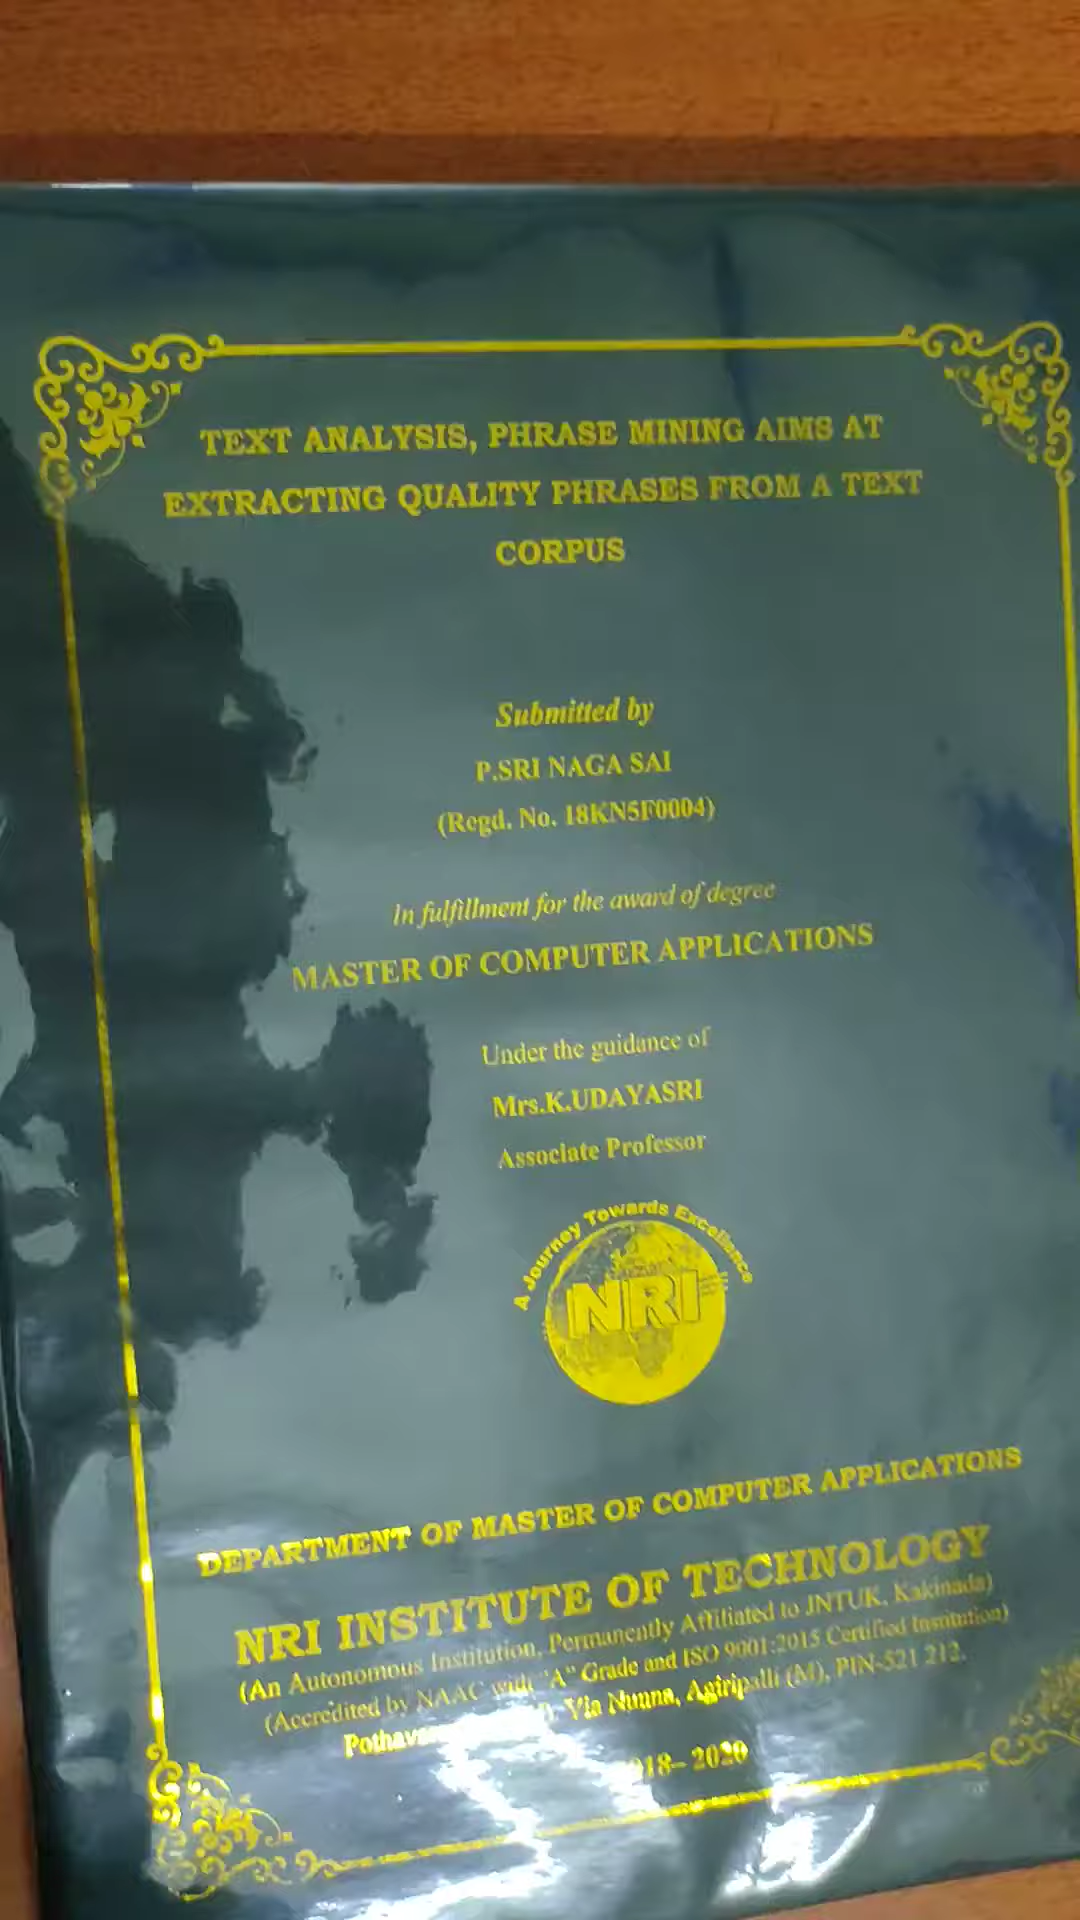 TEXT ANALYSIS, PHRASE MINING AIMS AT
EXTRACTING QUALITY PHRASES FROM A TEXT
CORPUS
Submitted by
P.SRI NAGA SAI
(Regd. No. 18KN5F0004)
In fulfillment for the award of degree
MASTER OF COMPUTER APPLICATIONS
Under the guidance of
Mrs.K.UDAYASRI
Associate Professor
A Journey Towards Excellence
NRI
DEPARTMENT OF MASTER OF COMPUTER APPLICATIONS
NRI INSTITUTE OF TECHNOLOGY
(An Autonomous Institution, Permanently Affiliated to JNTUK, Kakinada)
(Accredited by NAAC with "A" Grade and ISO 9001:2015 Certified Institution)
Via Nunna, Agiripalli (M), PIN-521 212.
2020